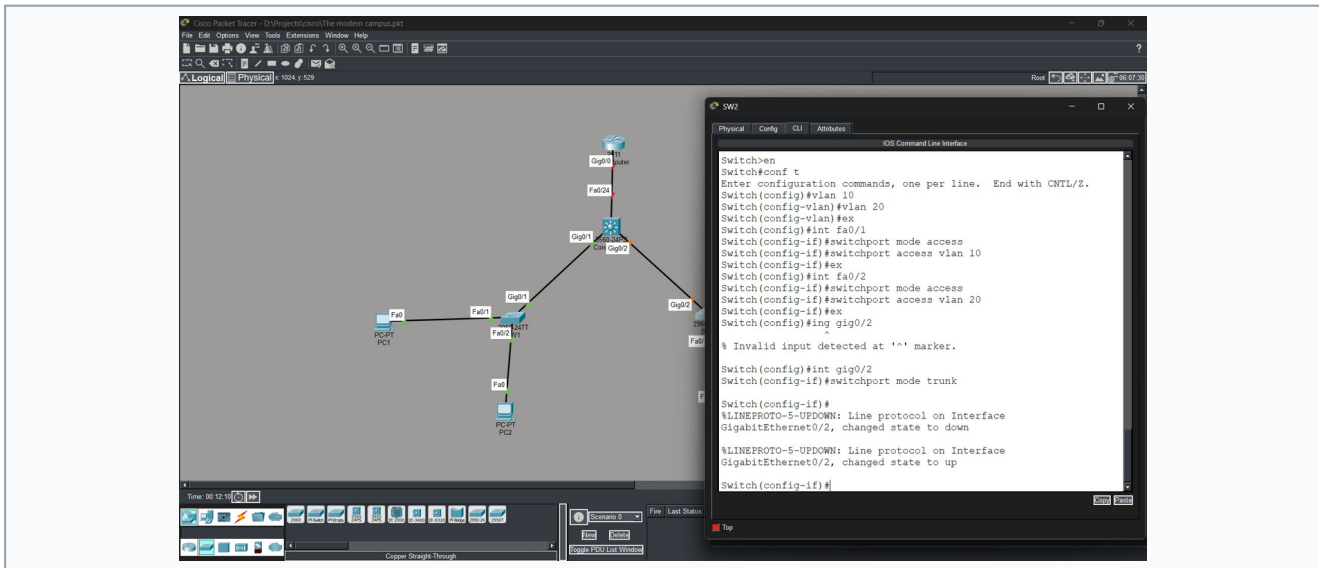 Cisco Packet Tracer - D:\Projects\cisco\The modern campus.pkt
File Edit Options View Tools Extensions Window Help
?
Logical Physical x: 1024, y: 529
Root
06:07:30
Gig0/0
Fa0/24
Gig0/1
Gig0/2
Gig0/1
Gig0/2
Fa0
Fa0/1
PC-PT
PC1
Fa0/2
Fa0
PC-PT
PC2
SW2
Physical Config CLI Attributes
IOS Command Line Interface
Switch>en
Switch#conf t
Enter configuration commands, one per line. End with CNTL/Z.
Switch(config)#vlan 10
Switch(config-vlan)#vlan 20
Switch(config-vlan)#ex
Switch(config)#int fa0/1
Switch(config-if)#switchport mode access
Switch(config-if)#switchport access vlan 10
Switch(config-if)#ex
Switch(config)#int fa0/2
Switch(config-if)#switchport mode access
Switch(config-if)#switchport access vlan 20
Switch(config-if)#ex
Switch(config)#ing gig0/2
^
% Invalid input detected at '^' marker.
Switch(config)#int gig0/2
Switch(config-if)#switchport mode trunk
Switch(config-if)#
%LINEPROTO-5-UPDOWN: Line protocol on Interface
GigabitEthernet0/2, changed state to down
%LINEPROTO-5-UPDOWN: Line protocol on Interface
GigabitEthernet0/2, changed state to up
Switch(config-if)#
Copy Paste
Top
Time: 00:12:10
Scenario 0
Fire Last Status
New Delete
Toggle PDU List Window
Copper Straight-Through